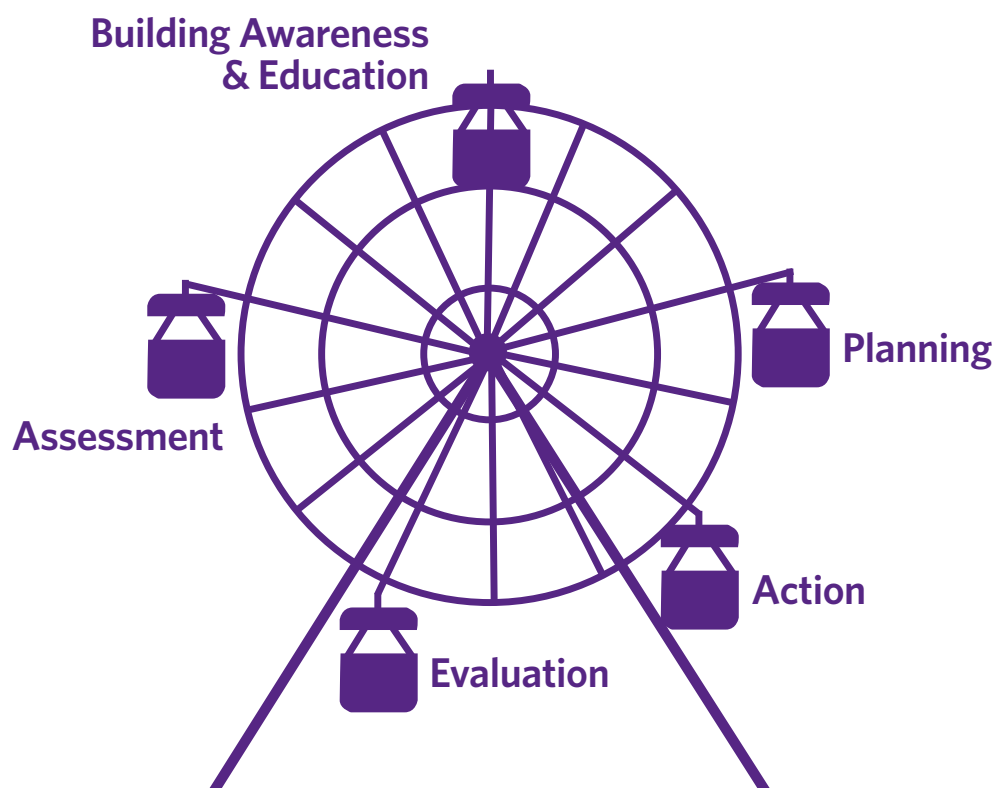 Building Awareness
& Education
Planning
Assessment
Action
Evaluation